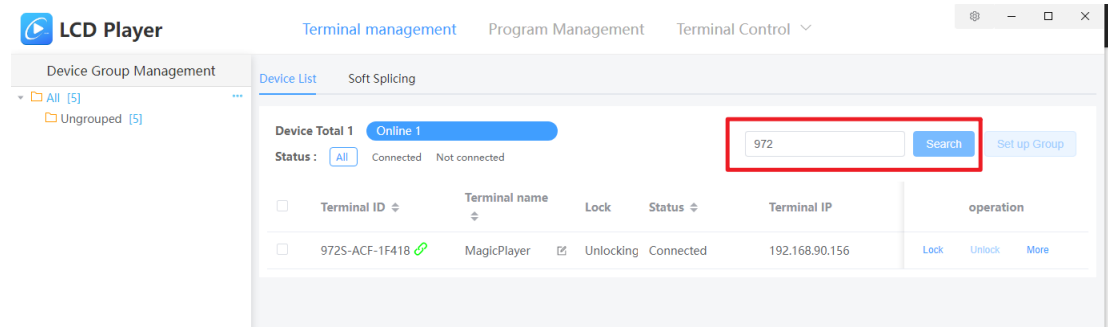 LCD Player
Terminal management Program Management Terminal Control
Device Group Management
All [5]
Ungrouped [5]
Device List Soft Splicing
Device Total 1 Online 1
972 Search Set up Group
Status : All Connected Not connected
Terminal ID Terminal name Lock Status Terminal IP operation
972S-ACF-1F418 MagicPlayer Unlocking Connected 192.168.90.156 Lock Unlock More